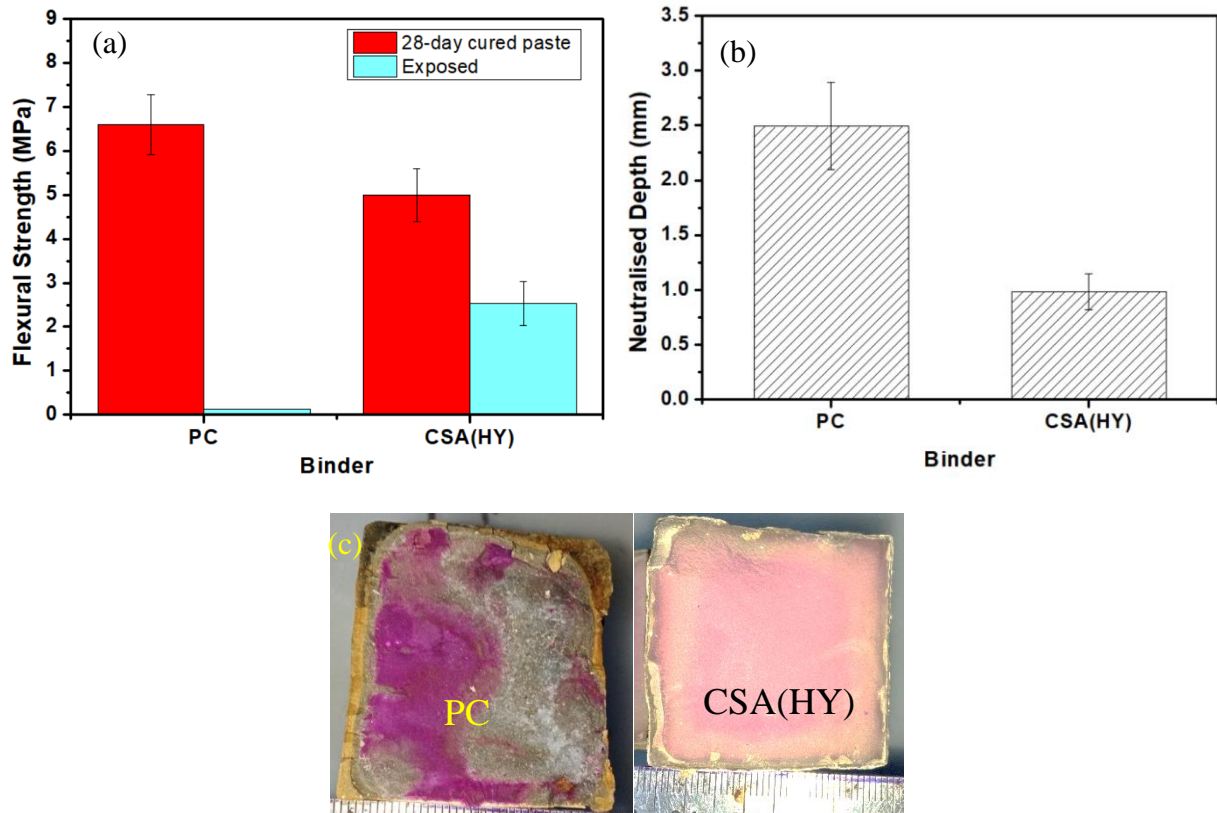 (a)
28-day cured paste
Exposed
Flexural Strength (MPa)
9
8
7
6
5
4
3
2
1
0
PC
CSA(HY)
Binder
(b)
Neutralised Depth (mm)
3.5
3.0
2.5
2.0
1.5
1.0
0.5
0.0
PC
CSA(HY)
Binder
(c)
PC
CSA(HY)